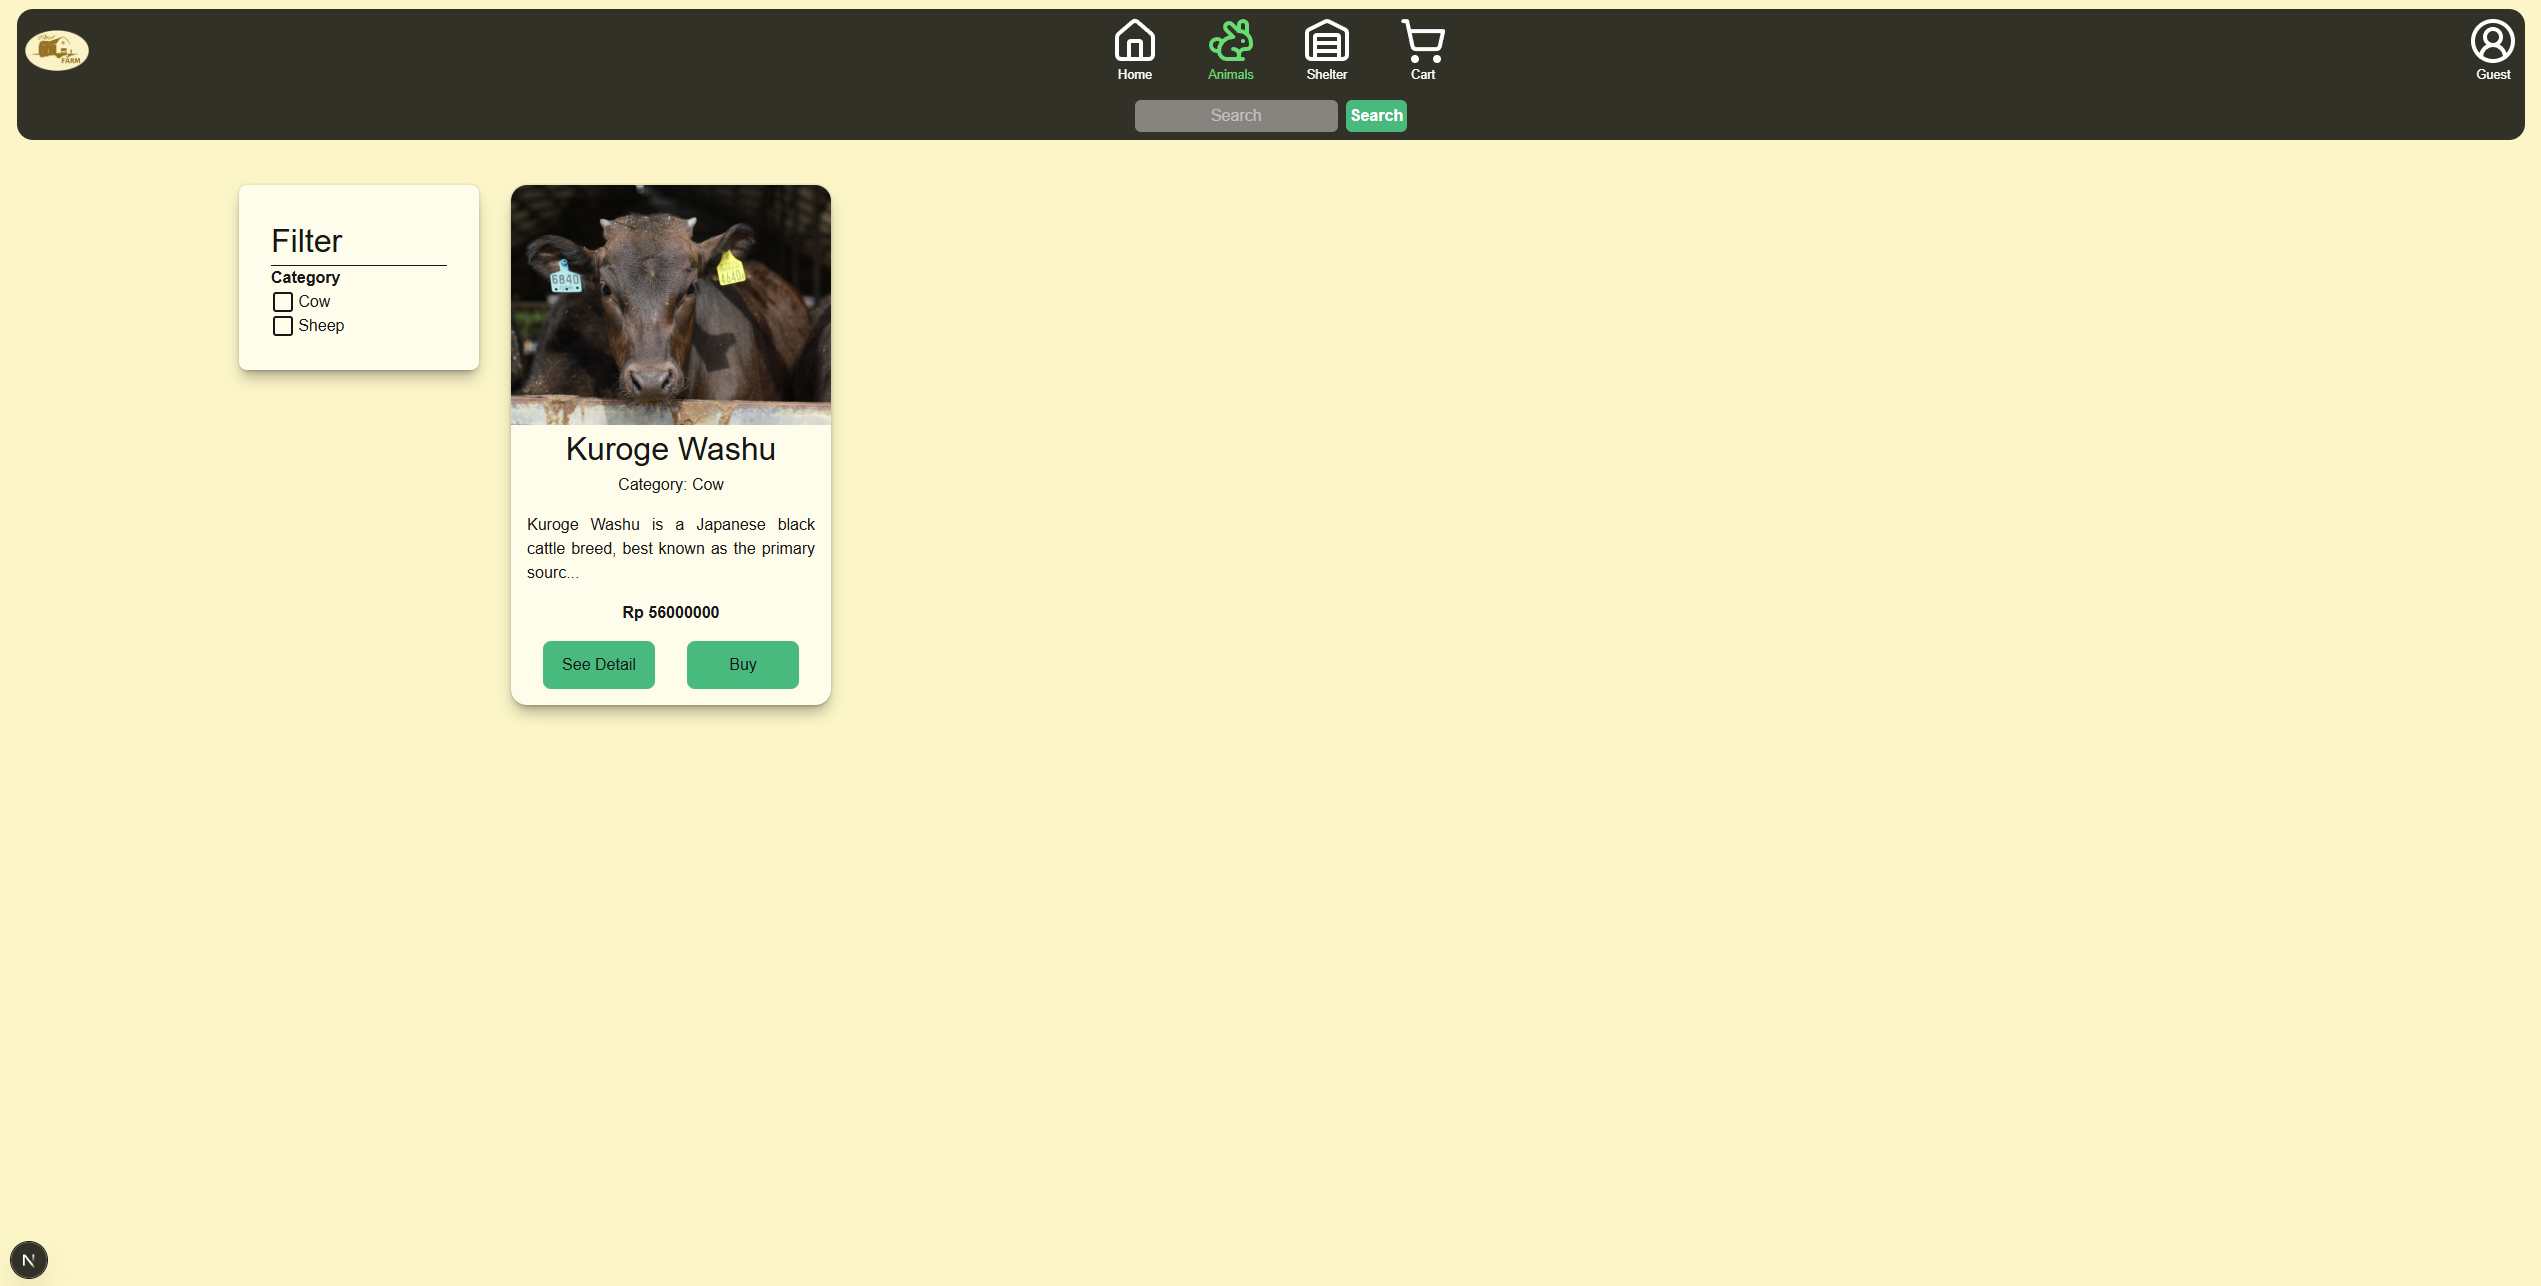 FARM
Home
Animals
Shelter
Cart
Guest
Search
Search
Filter
Category
Cow
Sheep
6840
Kuroge Washu
Category: Cow
Kuroge Washu is a Japanese black
cattle breed, best known as the primary
sourc...
Rp 56000000
See Detail
Buy
N